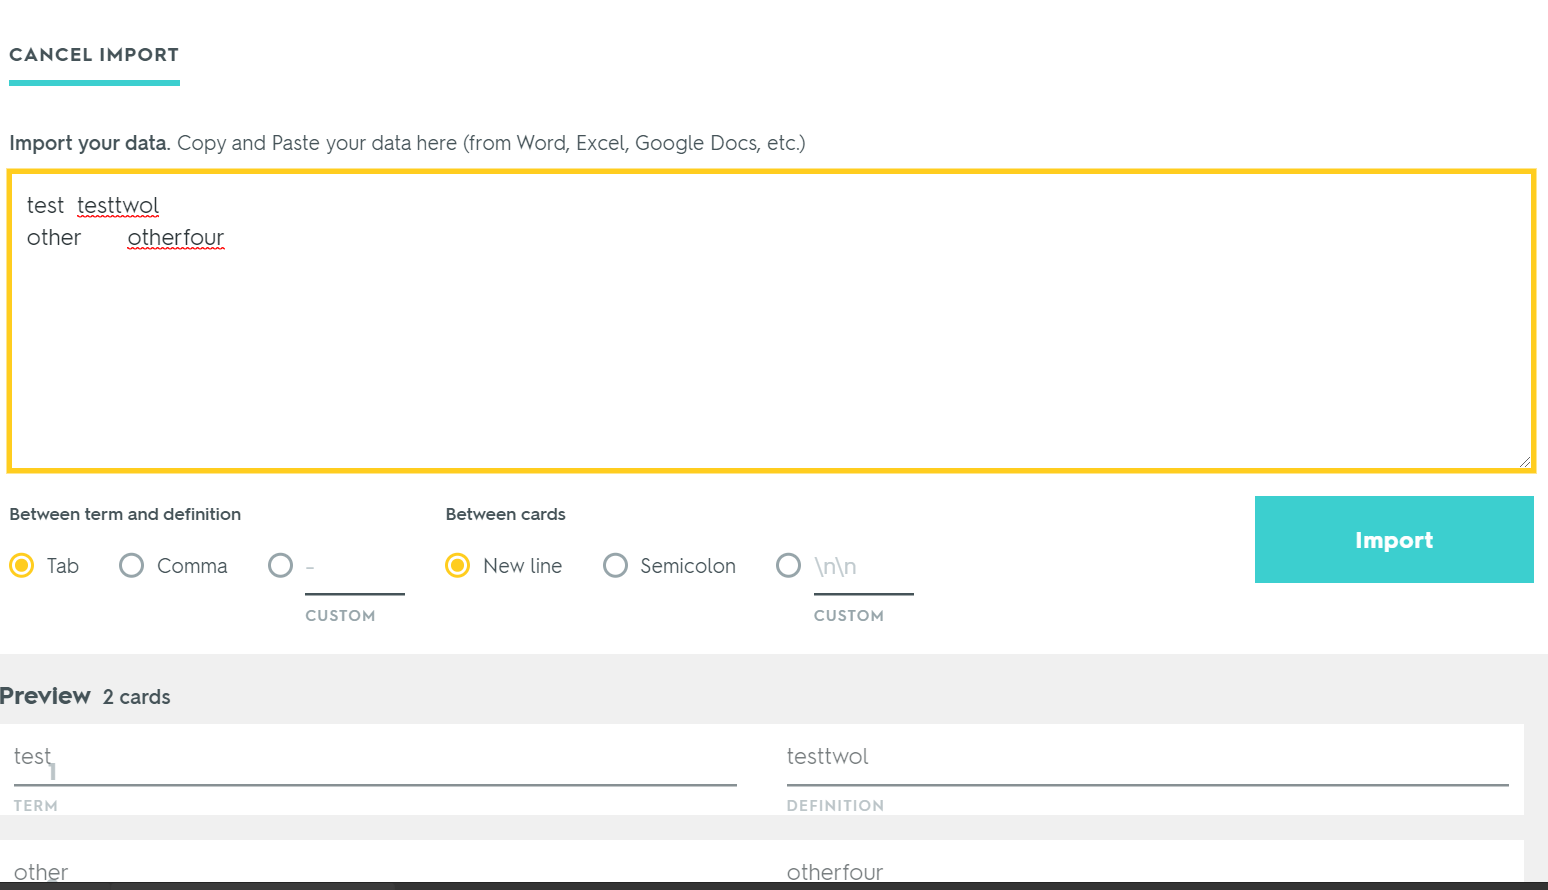 CANCEL IMPORT
Import your data. Copy and Paste your data here (from Word, Excel, Google Docs, etc.)
test testtwol
other otherfour
Between term and definition
Between cards
Tab Comma -
New line Semicolon \n\n
Import
CUSTOM
CUSTOM
Preview 2 cards
test testtwol
TERM DEFINITION
other otherfour